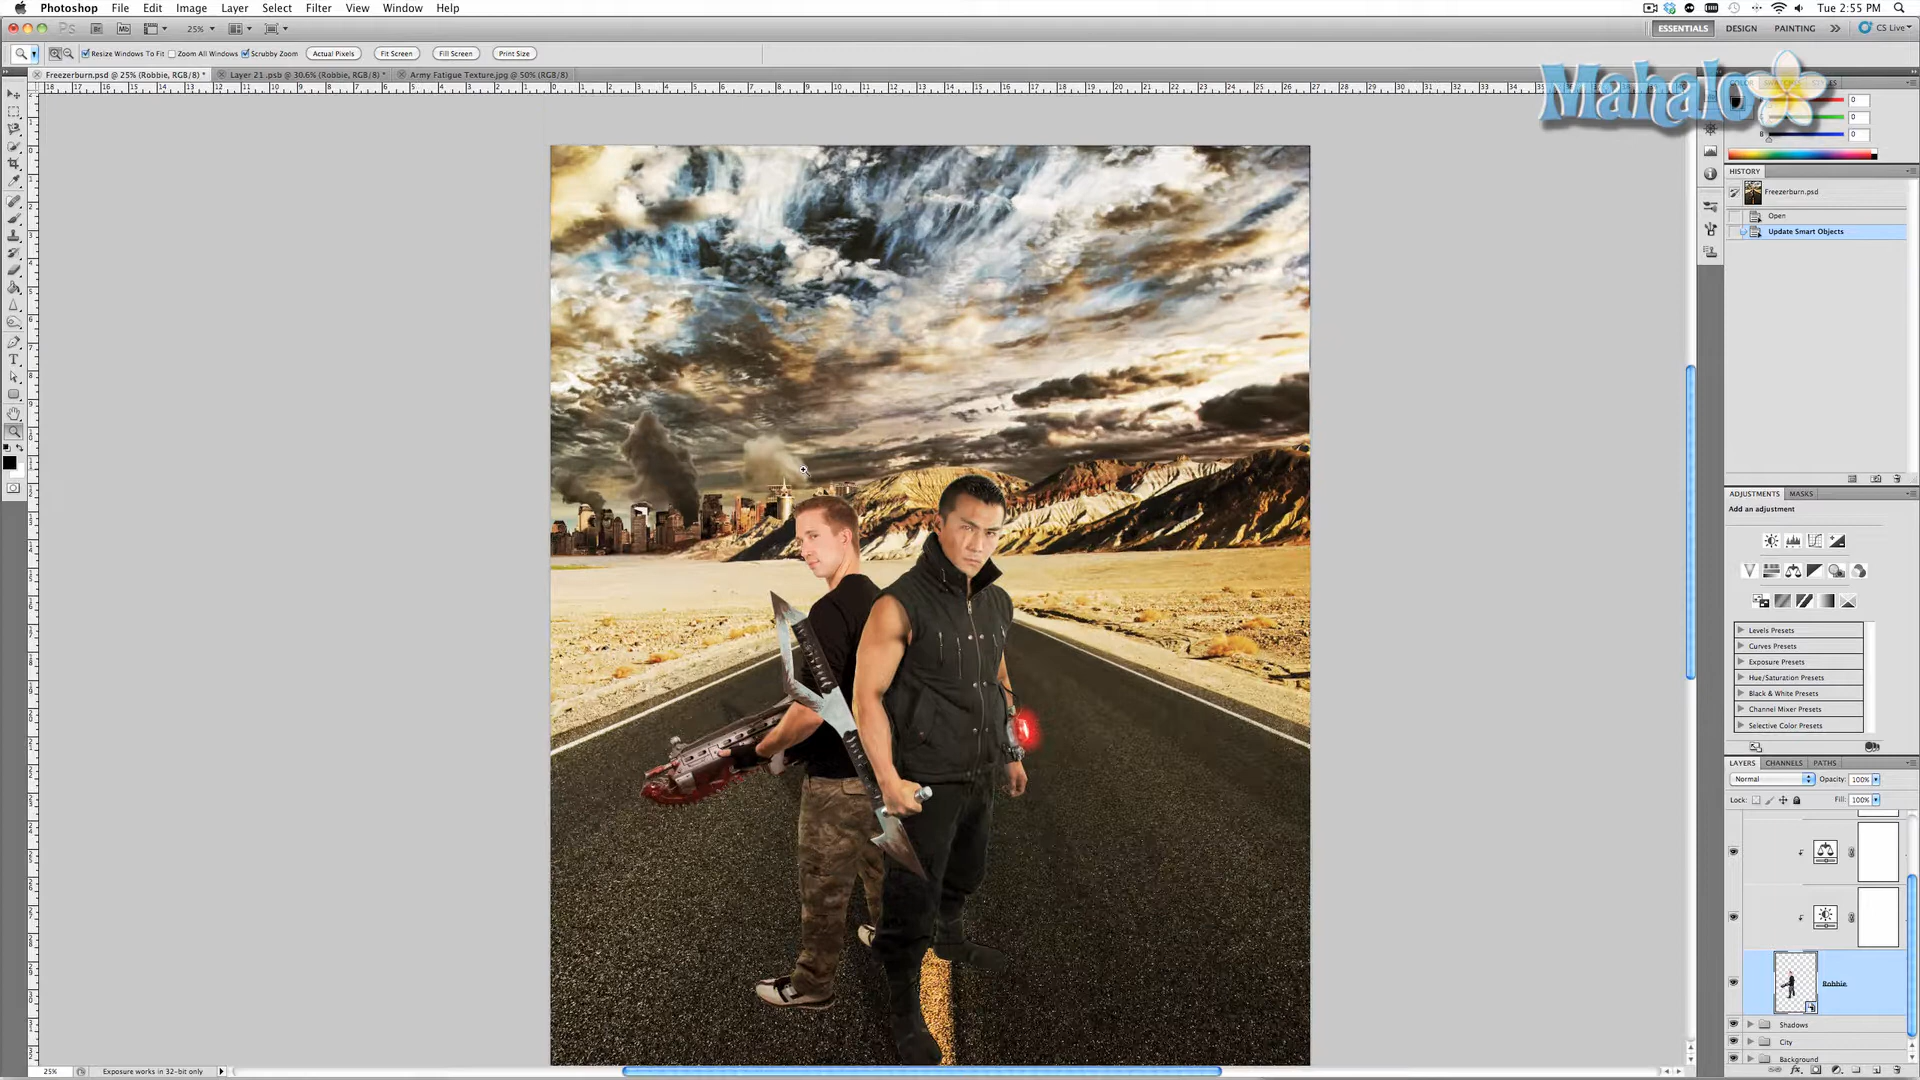 Photoshop File Edit Image Layer Select Filter View Window Help
Tue 2:55 PM
25%
ESSENTIALS DESIGN PAINTING CS Live
Resize Windows To Fit Zoom All Windows Scrubby Zoom Actual Pixels Fit Screen Fill Screen Print Size
Freezerburn.psd @ 25% (Robbie, RGB/8) * Layer 21 .psb @ 30.6% (Robbie, RGB/8) * Army Fatigue Texture.jpg @ 50% (RGB/8)
Mahalo
0
0
0
HISTORY
Freezerburn.psd
Open
Update Smart Objects
ADJUSTMENTS MASKS
Add an adjustment
Levels Presets
Curves Presets
Exposure Presets
Hue/Saturation Presets
Black & White Presets
Channel Mixer Presets
Selective Color Presets
LAYERS CHANNELS PATHS
Normal Opacity: 100%
Lock: Fill: 100%
Robbie
Shadows
City
Background
25% Exposure works in 32-bit only